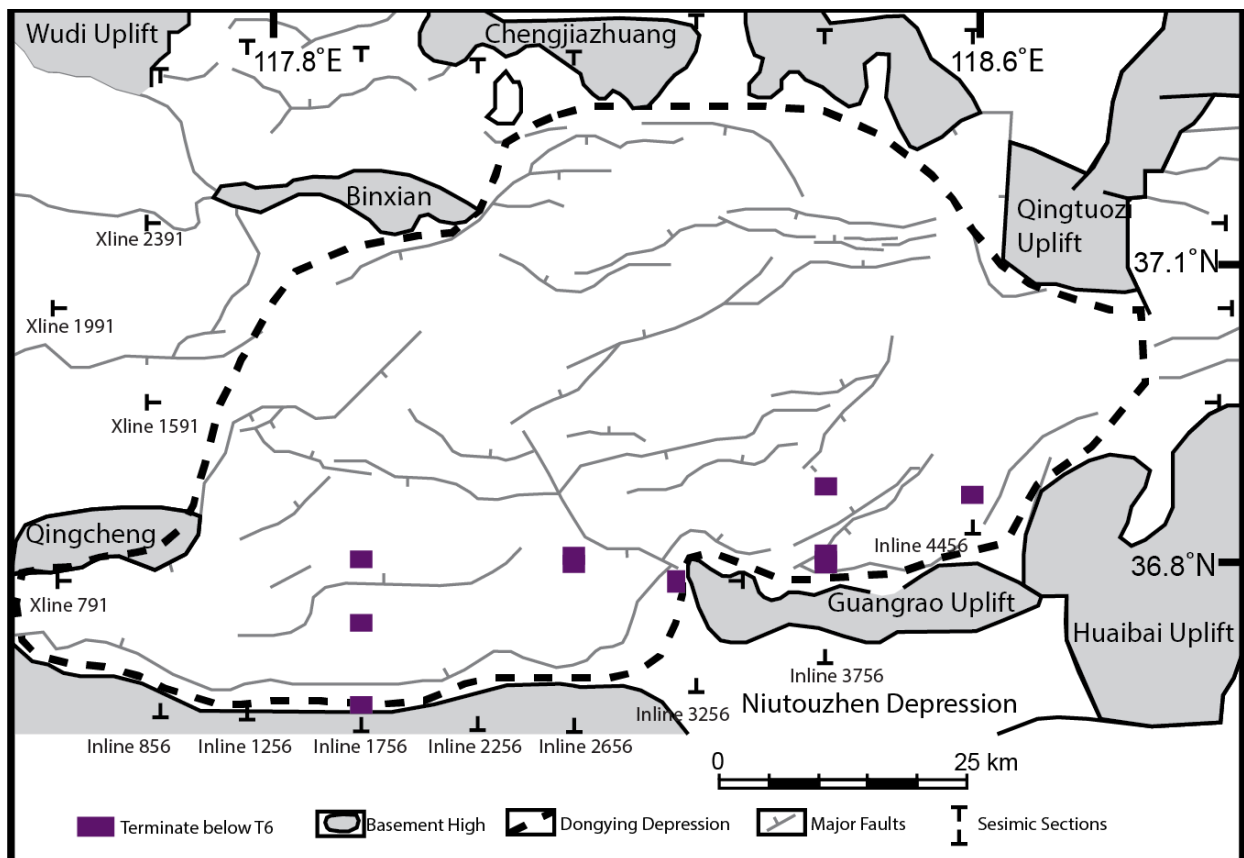 Wudi Uplift
Chengjiazhuang
117.8°E
118.6°E
Binxian
Qingtuozi
Uplift
Xline 2391
37.1°N
Xline 1991
Xline 1591
Qingcheng
Inline 4456
36.8°N
Xline 791
Guangrao Uplift
Huaibai Uplift
Inline 3756
Niutouzhen Depression
Inline 3256
Inline 856
Inline 1256
Inline 1756
Inline 2256
Inline 2656
0
25 km
Terminate below T6
Basement High
Dongying Depression
Major Faults
Sesimic Sections